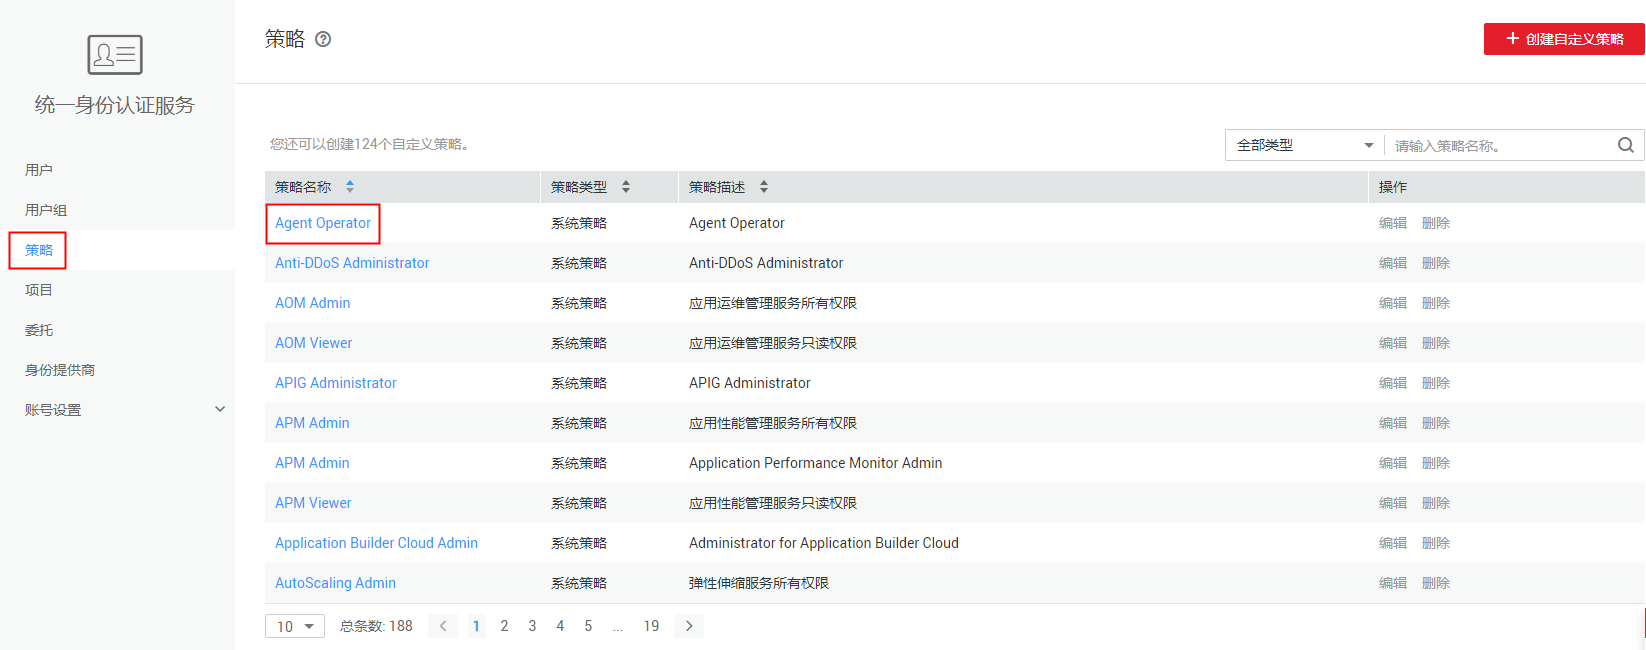 统一身份认证服务
用户
用户组
策略
项目
委托
身份提供商
账号设置
策略 ?
+ 创建自定义策略
您还可以创建124个自定义策略。
全部类型 请输入策略名称。
策略名称 策略类型 策略描述 操作
Agent Operator 系统策略 Agent Operator 编辑 删除
Anti-DDoS Administrator 系统策略 Anti-DDoS Administrator 编辑 删除
AOM Admin 系统策略 应用运维管理服务所有权限 编辑 删除
AOM Viewer 系统策略 应用运维管理服务只读权限 编辑 删除
APIG Administrator 系统策略 APIG Administrator 编辑 删除
APM Admin 系统策略 应用性能管理服务所有权限 编辑 删除
APM Admin 系统策略 Application Performance Monitor Admin 编辑 删除
APM Viewer 系统策略 应用性能管理服务只读权限 编辑 删除
Application Builder Cloud Admin 系统策略 Administrator for Application Builder Cloud 编辑 删除
AutoScaling Admin 系统策略 弹性伸缩服务所有权限 编辑 删除
10 总条数: 188 < 1 2 3 4 5 ... 19 >